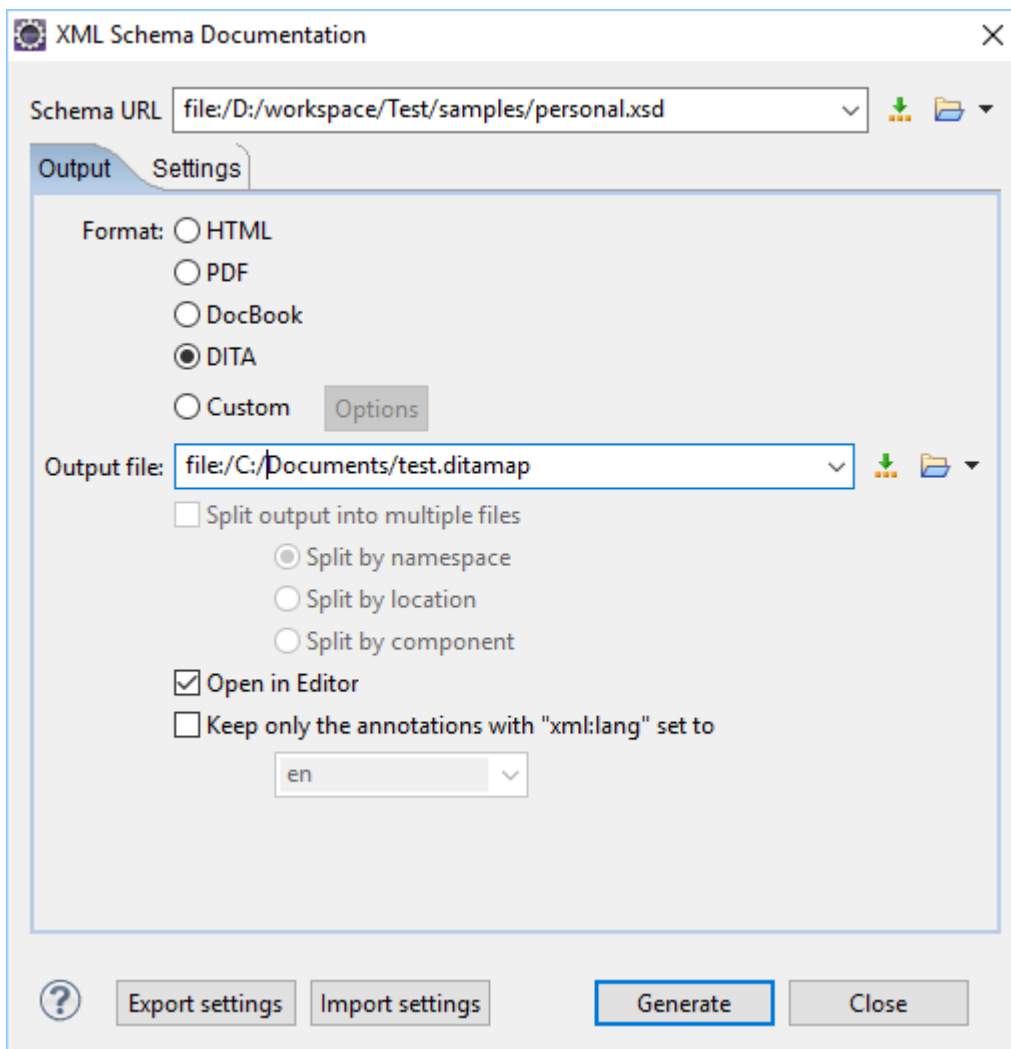 XML Schema Documentation
Schema URL file:/D:/workspace/Test/samples/personal.xsd
Output Settings
Format: HTML
PDF
DocBook
DITA
Custom Options
Output file: file:/C:/Documents/test.ditamap
Split output into multiple files
Split by namespace
Split by location
Split by component
Open in Editor
Keep only the annotations with "xml:lang" set to
en
? Export settings Import settings Generate Close